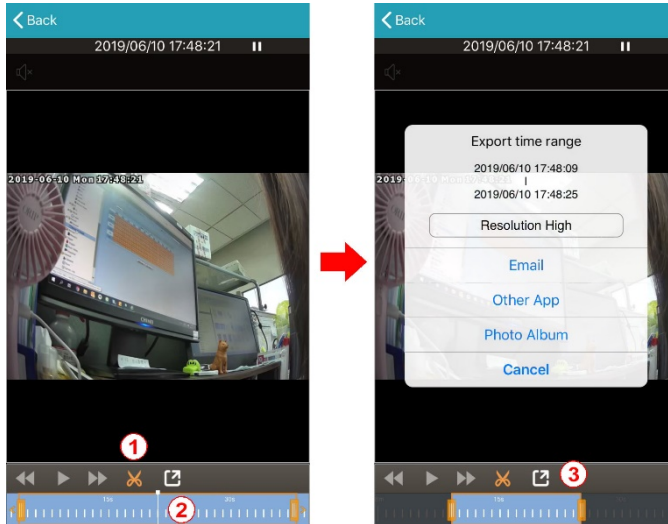 Back
2019/06/10 17:48:21
2019-06-10 Mon 17:48:21
1
15s
20s
2
Back
2019/06/10 17:48:21
Export time range
2019/06/10 17:48:09
2019/06/10 17:48:25
Resolution High
Email
Other App
Photo Album
Cancel
3
15s